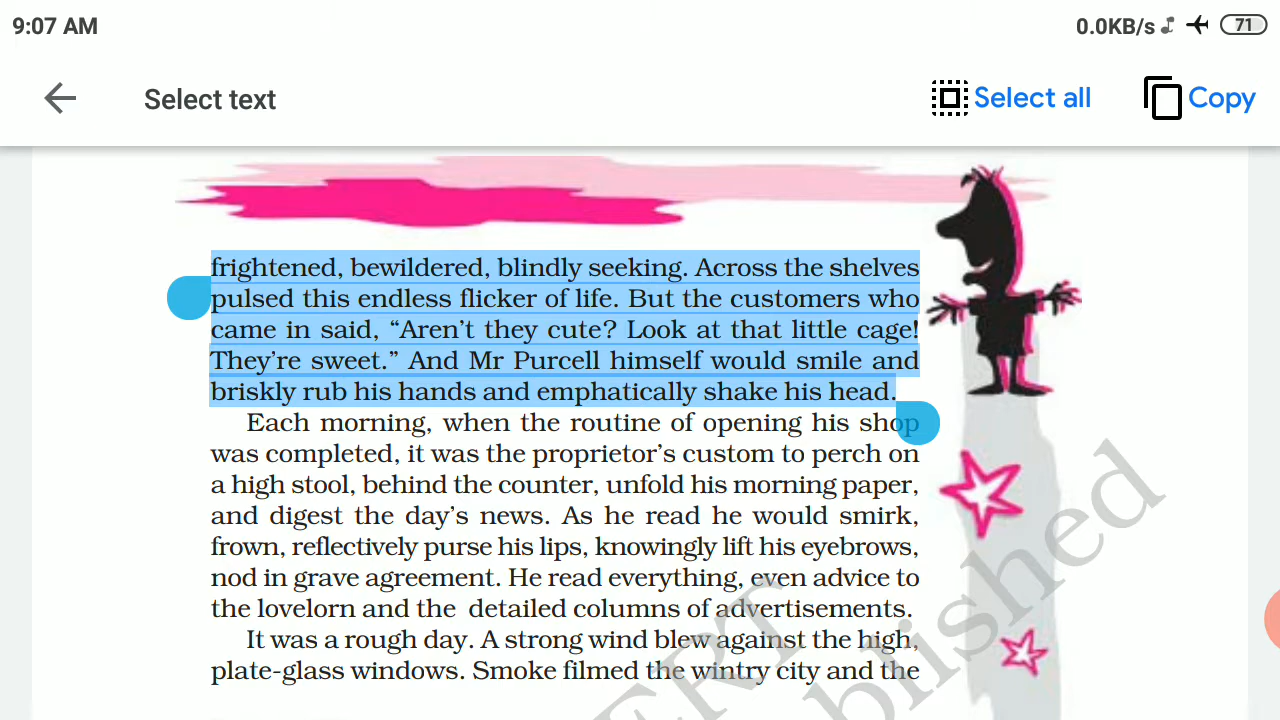 9:07 AM
0.0KB/s 71
Select text
Select all
Copy
frightened, bewildered, blindly seeking. Across the shelves
pulsed this endless flicker of life. But the customers who
came in said, “Aren’t they cute? Look at that little cage!
They’re sweet.” And Mr Purcell himself would smile and
briskly rub his hands and emphatically shake his head.
Each morning, when the routine of opening his shop
was completed, it was the proprietor’s custom to perch on
a high stool, behind the counter, unfold his morning paper,
and digest the day’s news. As he read he would smirk,
frown, reflectively purse his lips, knowingly lift his eyebrows,
nod in grave agreement. He read everything, even advice to
the lovelorn and the detailed columns of advertisements.
It was a rough day. A strong wind blew against the high,
plate-glass windows. Smoke filmed the wintry city and the